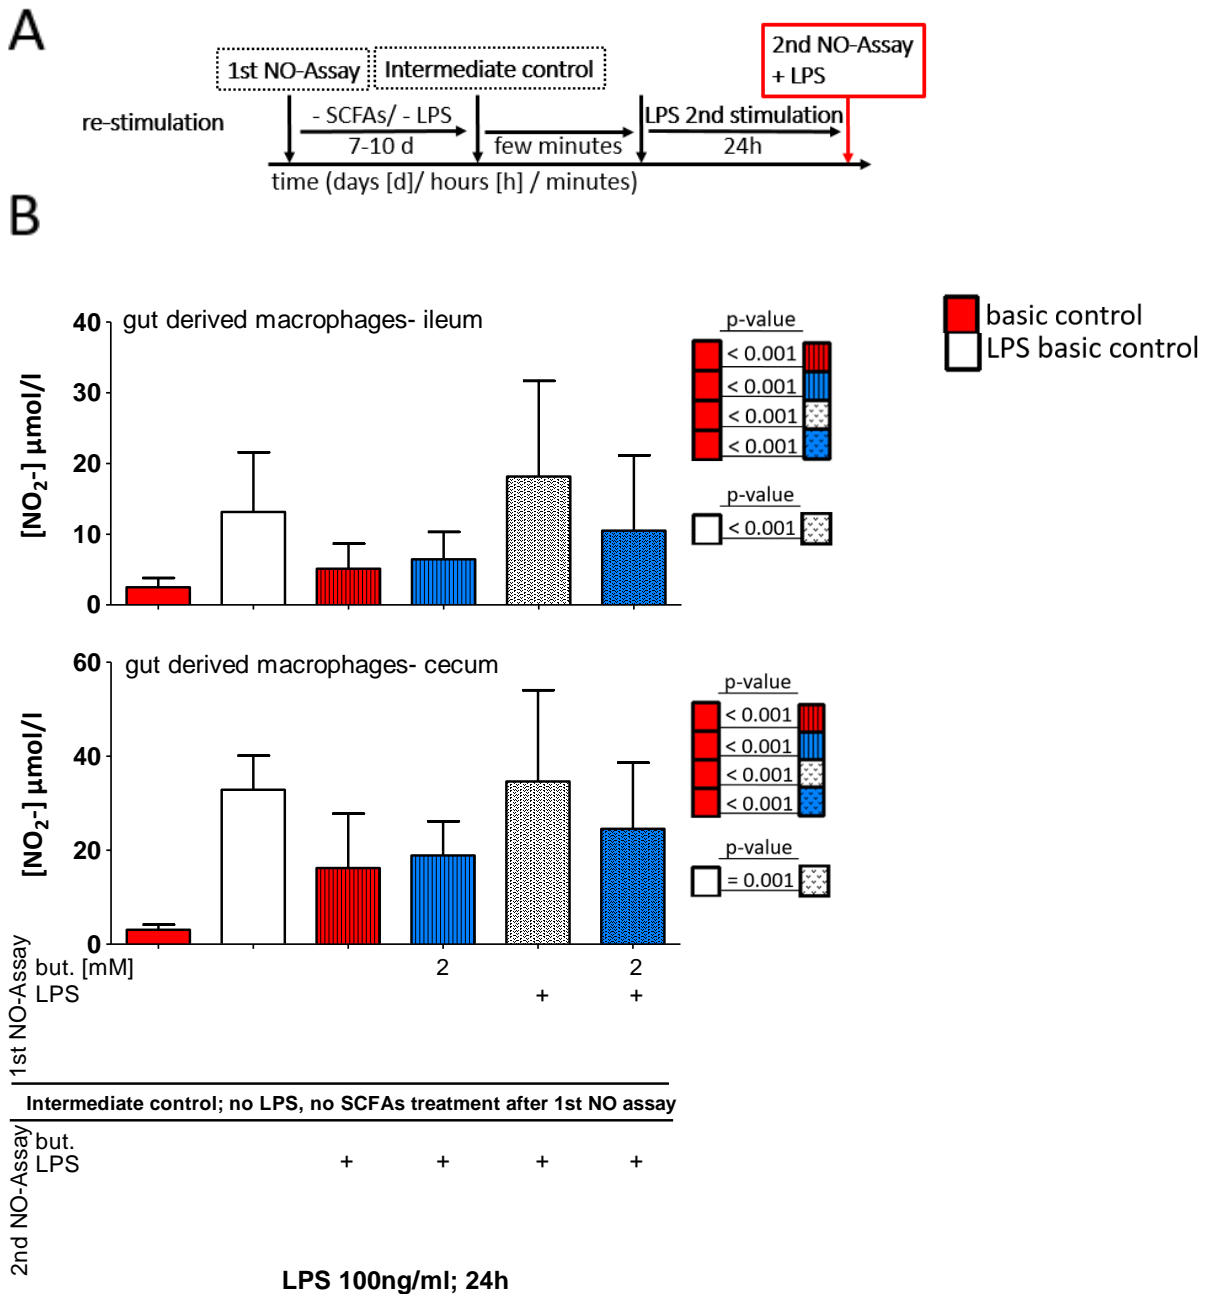 A
1st NO-Assay
Intermediate control
2nd NO-Assay
+ LPS
re-stimulation
- SCFAs/ - LPS
7-10 d
few minutes
LPS 2nd stimulation
24h
time (days [d]/ hours [h] / minutes)
B
gut derived macrophages- ileum
[NO2-] µmol/l
40
30
20
10
0
p-value
< 0.001
< 0.001
< 0.001
< 0.001
p-value
< 0.001
basic control
LPS basic control
gut derived macrophages- cecum
[NO2-] µmol/l
60
40
20
0
p-value
< 0.001
< 0.001
< 0.001
< 0.001
p-value
= 0.001
1st NO-Assay
but. [mM] 2 2
LPS + +
Intermediate control; no LPS, no SCFAs treatment after 1st NO assay
2nd NO-Assay
but.
LPS + + + +
LPS 100ng/ml; 24h